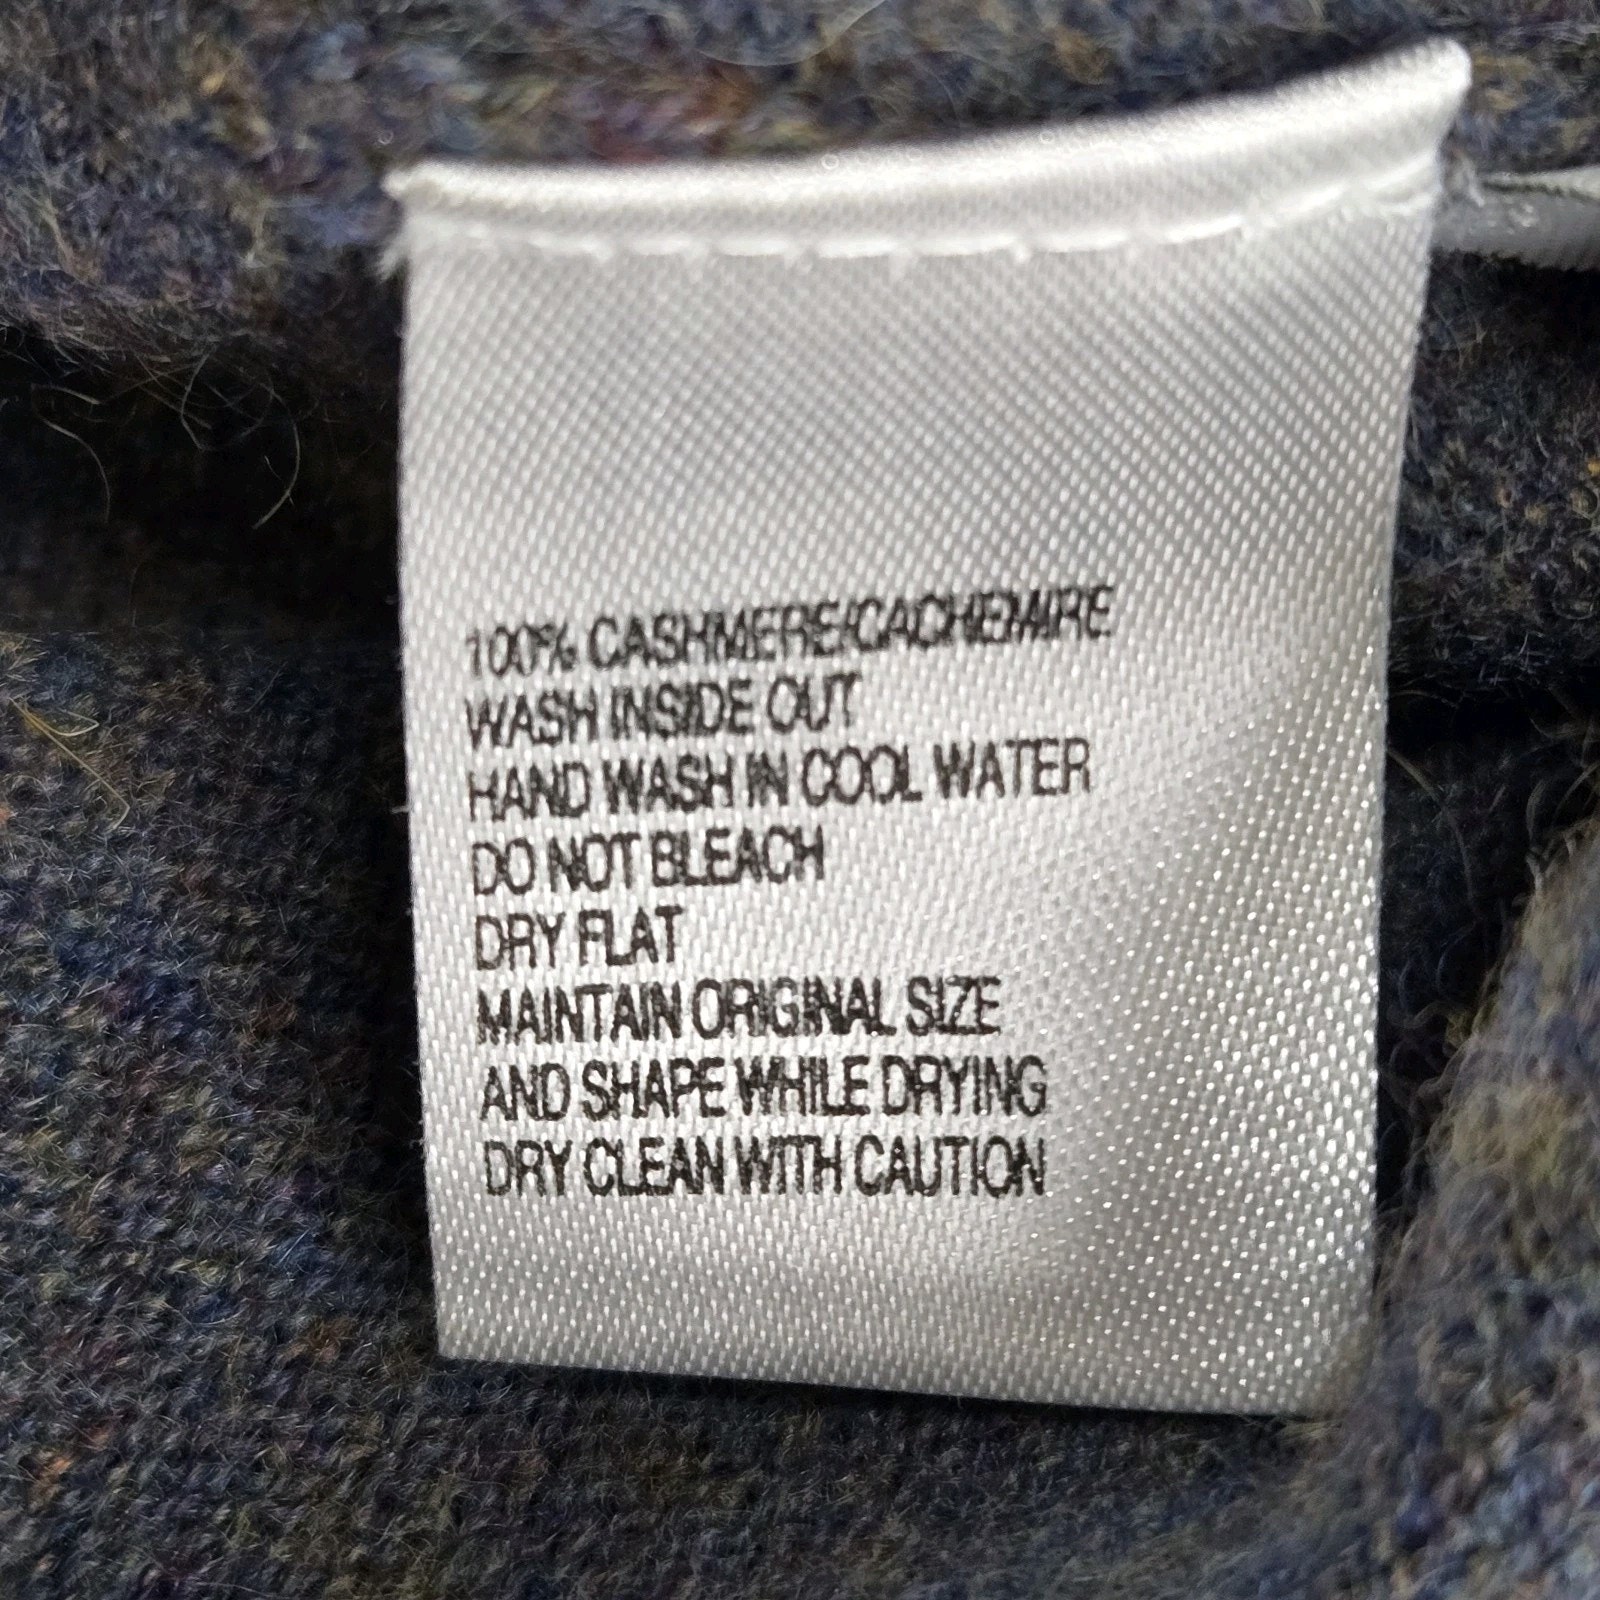 100% CASHMERE/CACHEMIRE
WASH INSIDE OUT
HAND WASH IN COOL WATER
DO NOT BLEACH
DRY FLAT
MAINTAIN ORIGINAL SIZE
AND SHAPE WHILE DRYING
DRY CLEAN WITH CAUTION